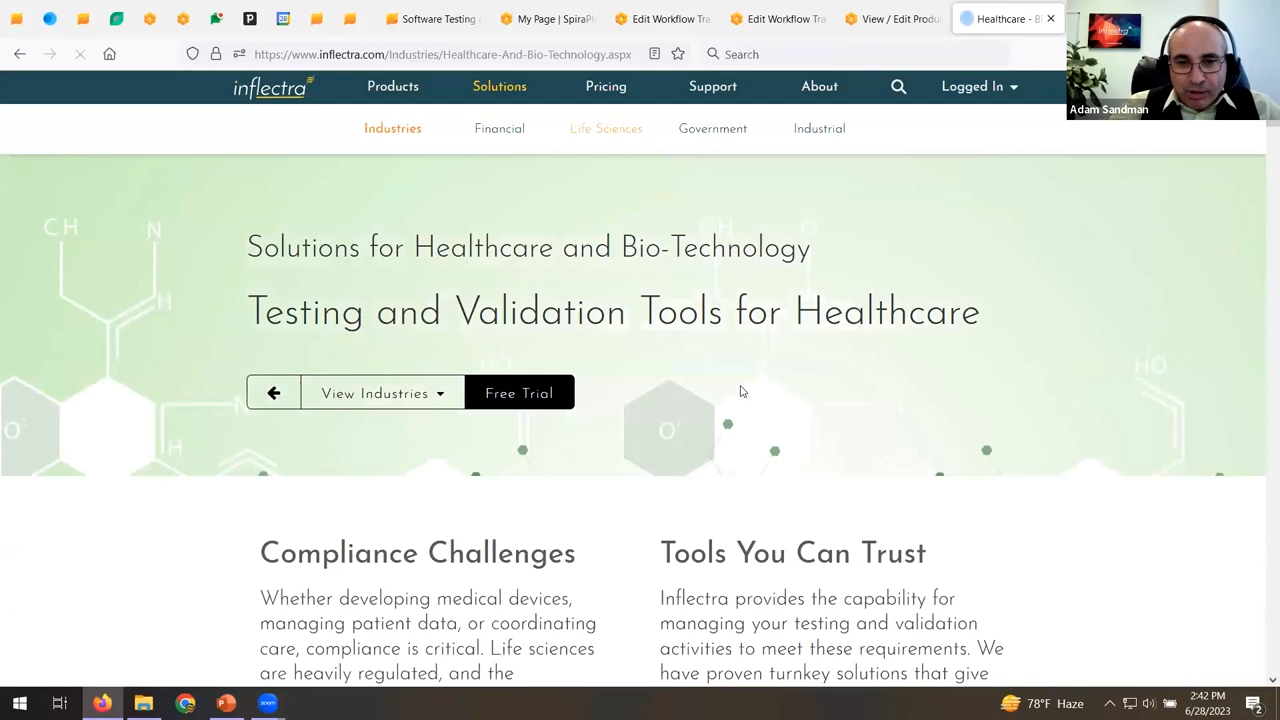 Software Testing
My Page | SpiraPl
Edit Workflow Tra
Edit Workflow Tra
View / Edit Produ
Healthcare - Bi
https://www.inflectra.com/Industries/Healthcare-And-Bio-Technology.aspx
Search
inflectra
Products
Solutions
Pricing
Support
About
Logged In
Adam Sandman
Industries
Financial
Life Sciences
Government
Industrial
CH
N
H
Solutions for Healthcare and Bio-Technology
Testing and Validation Tools for Healthcare
HO
View Industries
Free Trial
H
Compliance Challenges
Whether developing medical devices,
managing patient data, or coordinating
care, compliance is critical. Life sciences
are heavily regulated, and the
Tools You Can Trust
Inflectra provides the capability for
managing your testing and validation
activities to meet these requirements. We
have proven turnkey solutions that give
78°F Haze
2:42 PM
6/28/2023
2